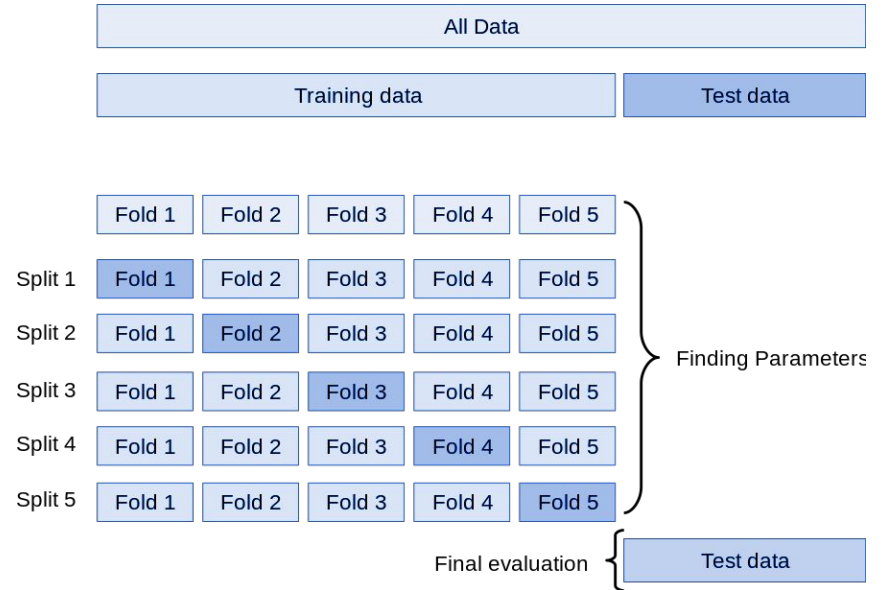 All Data
Training data Test data
Fold 1 Fold 2 Fold 3 Fold 4 Fold 5
Split 1 Fold 1 Fold 2 Fold 3 Fold 4 Fold 5
Split 2 Fold 1 Fold 2 Fold 3 Fold 4 Fold 5
Finding Parameters
Split 3 Fold 1 Fold 2 Fold 3 Fold 4 Fold 5
Split 4 Fold 1 Fold 2 Fold 3 Fold 4 Fold 5
Split 5 Fold 1 Fold 2 Fold 3 Fold 4 Fold 5
Final evaluation Test data